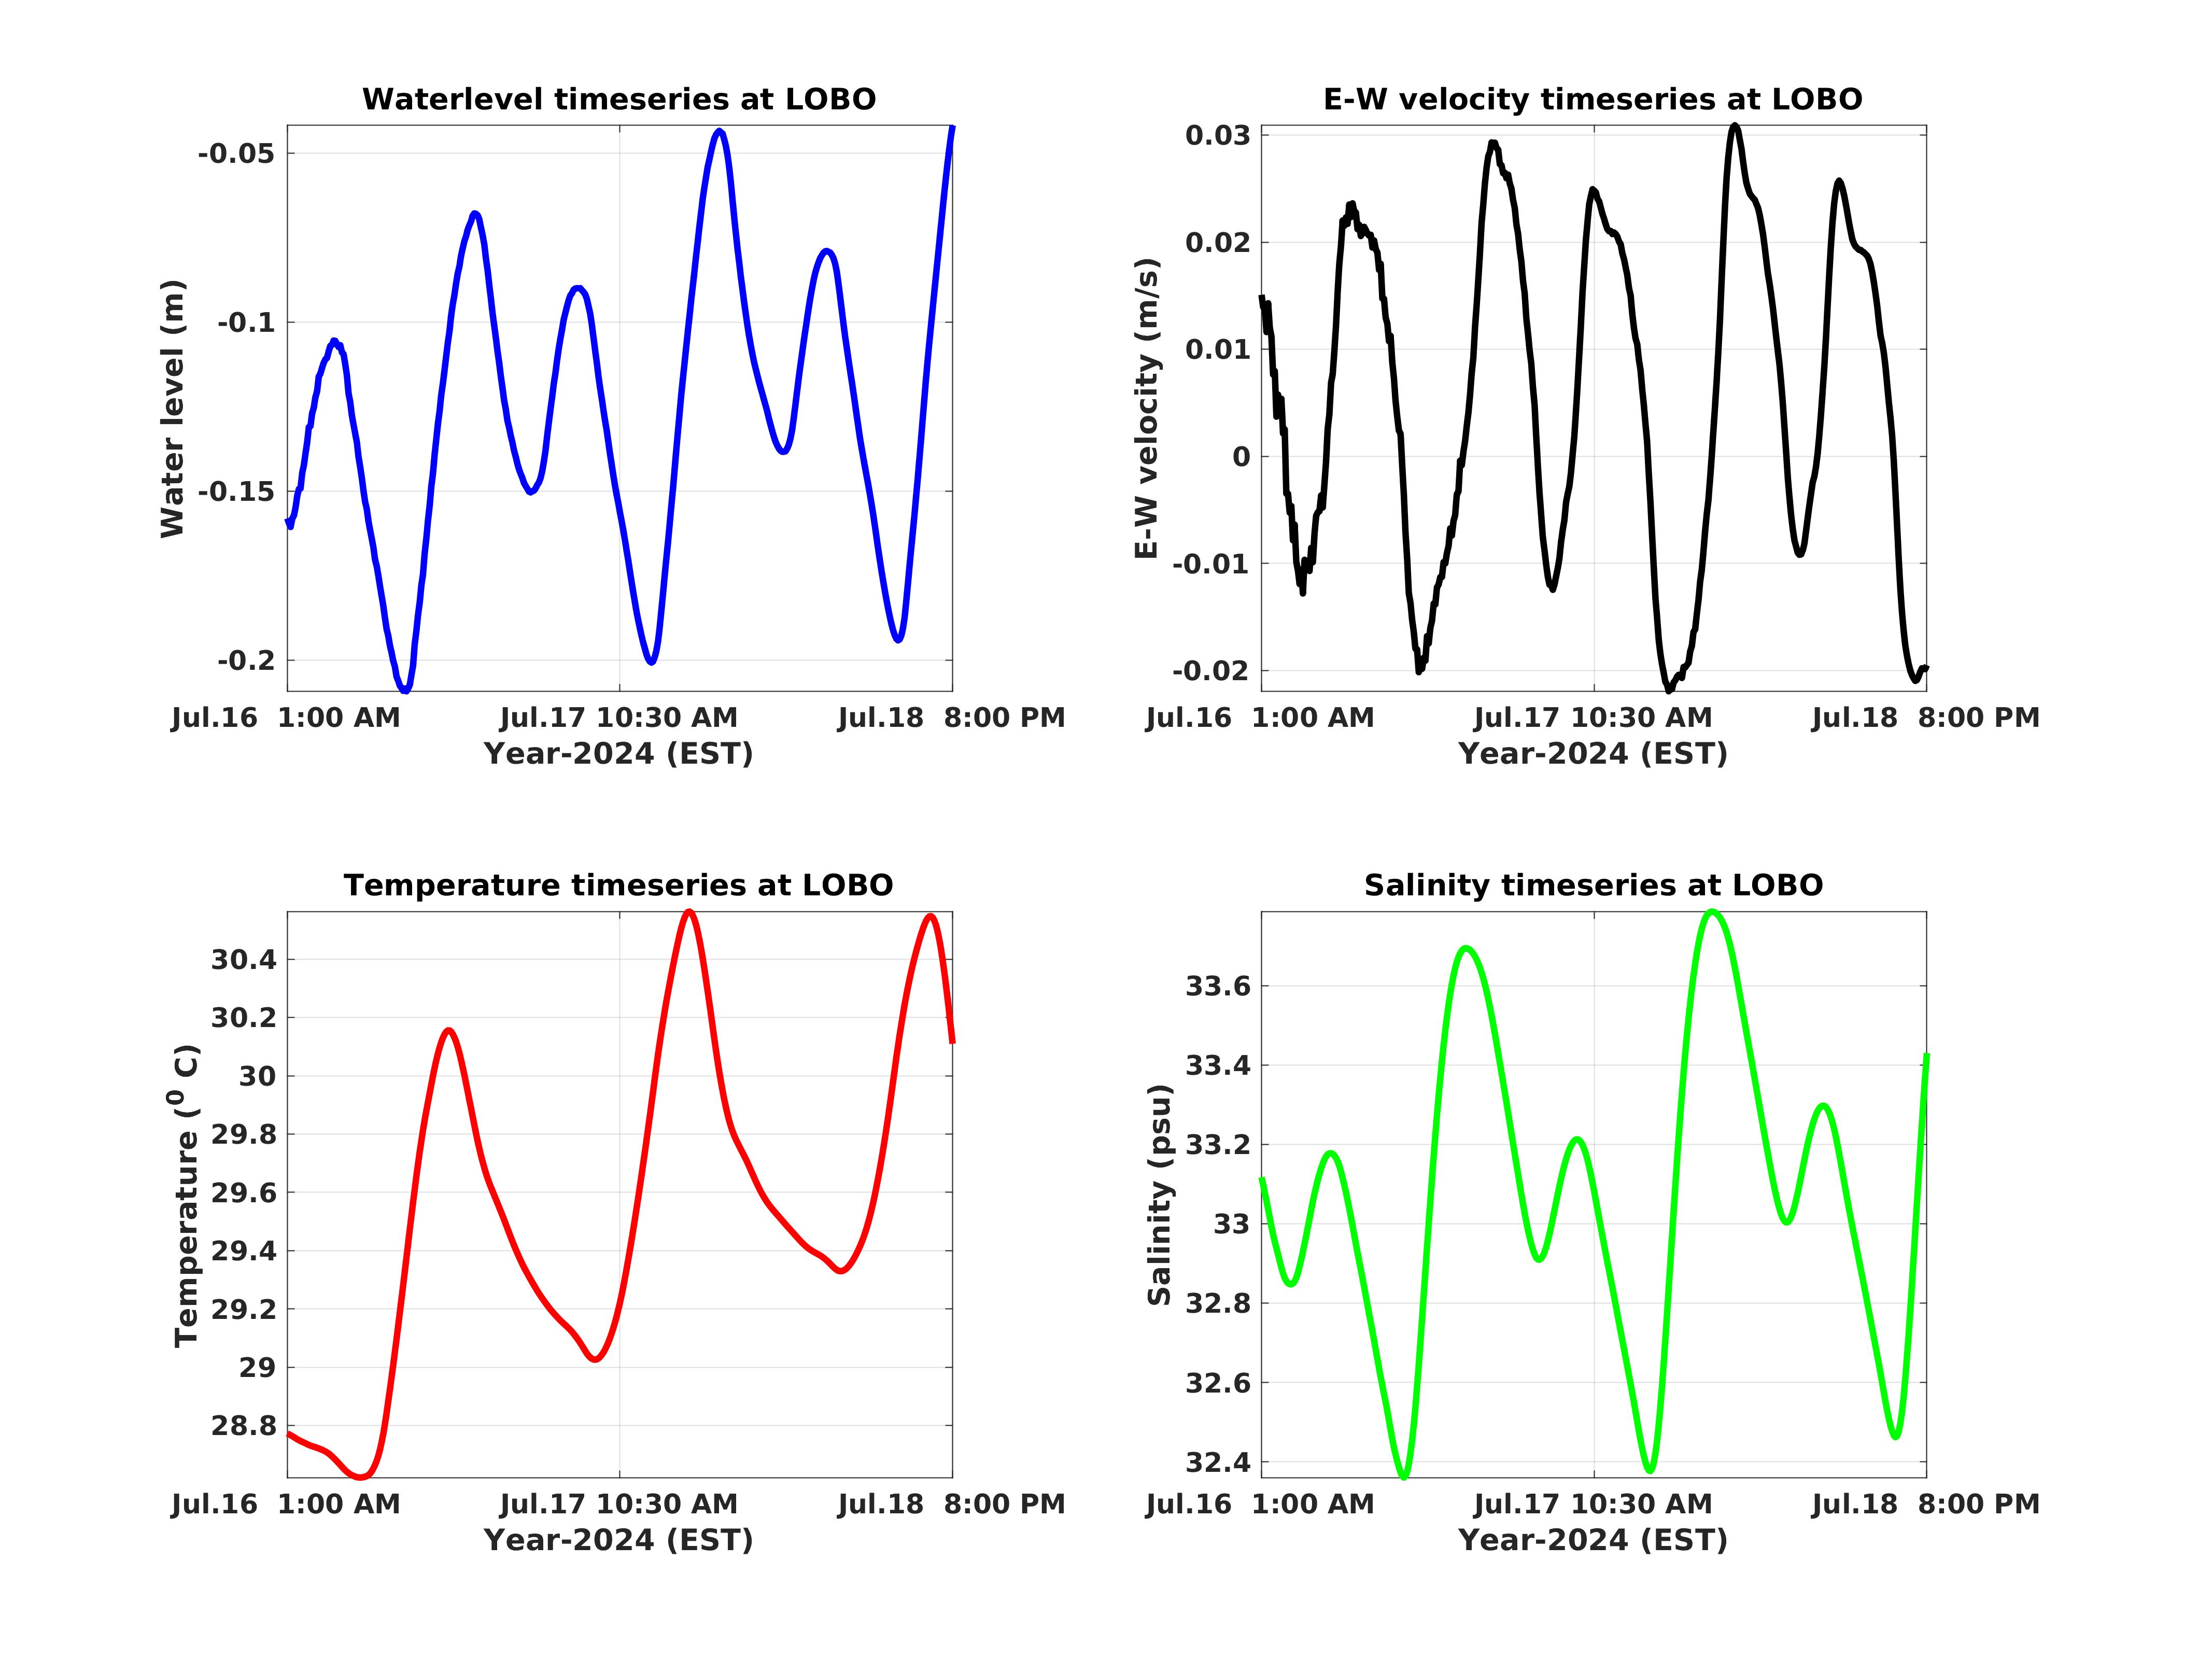 Waterlevel timeseries at LOBO
-0.05
-0.1
-0.15
-0.2
Water level (m)
Jul.16 1:00 AM
Jul.17 10:30 AM
Jul.18 8:00 PM
Year-2024 (EST)
E-W velocity timeseries at LOBO
0.03
0.02
0.01
0
-0.01
-0.02
E-W velocity (m/s)
Jul.16 1:00 AM
Jul.17 10:30 AM
Jul.18 8:00 PM
Year-2024 (EST)
Temperature timeseries at LOBO
30.4
30.2
30
29.8
29.6
29.4
29.2
29
28.8
Temperature (⁰ C)
Jul.16 1:00 AM
Jul.17 10:30 AM
Jul.18 8:00 PM
Year-2024 (EST)
Salinity timeseries at LOBO
33.6
33.4
33.2
33
32.8
32.6
32.4
Salinity (psu)
Jul.16 1:00 AM
Jul.17 10:30 AM
Jul.18 8:00 PM
Year-2024 (EST)